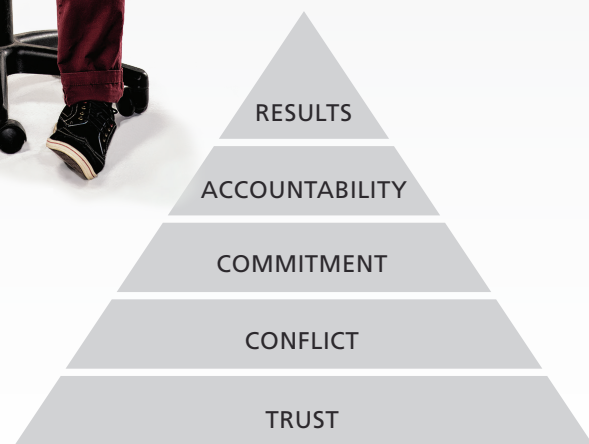 RESULTS
ACCOUNTABILITY
COMMITMENT
CONFLICT
TRUST